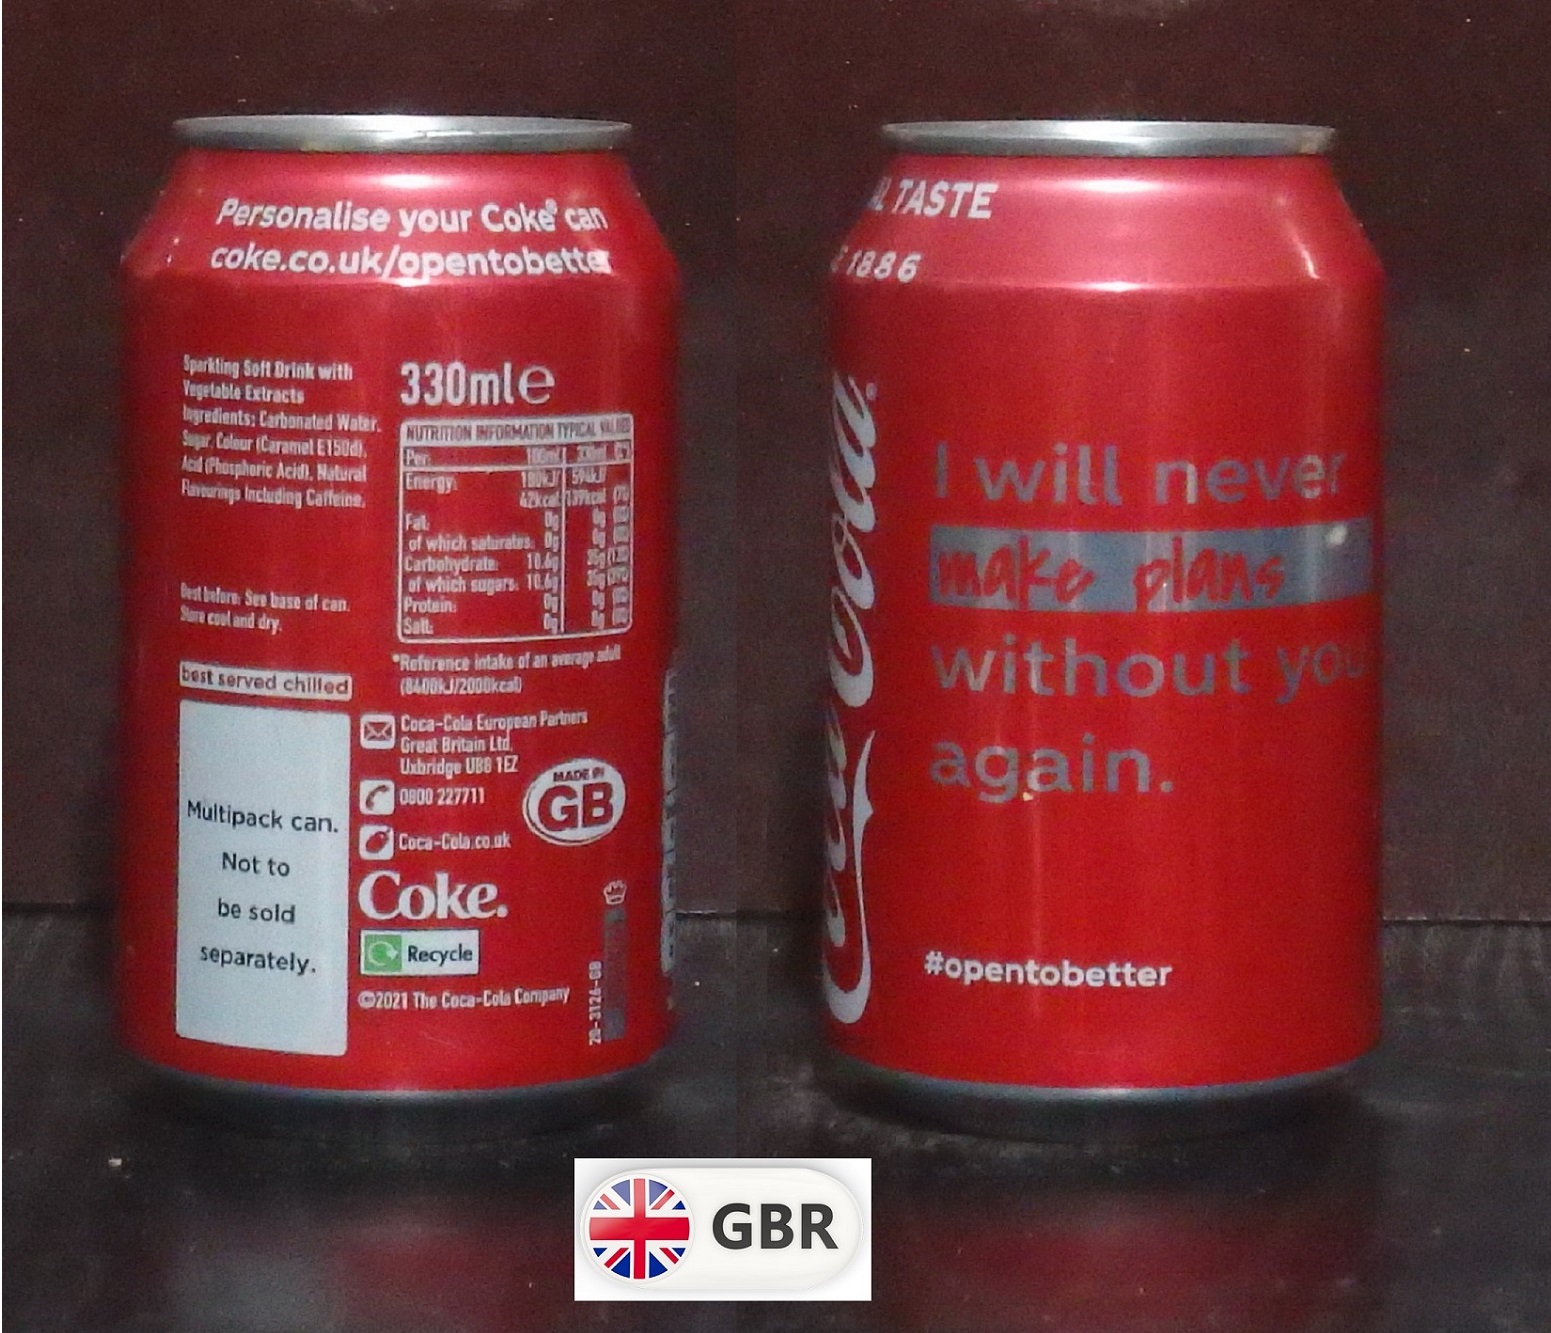 Personalise your Coke® can
coke.co.uk/opentobetter
Sparkling Soft Drink with
Vegetable Extracts
Ingredients: Carbonated Water,
Sugar, Colour (Caramel E150d),
Acid (Phosphoric Acid), Natural
Flavourings Including Caffeine.
Best before: See base of can.
Store cool and dry.
best served chilled
Multipack can.
Not to
be sold
separately.
330ml e
NUTRITION INFORMATION TYPICAL VALUES
Per: 100ml 330ml
Energy: 180kJ 594kJ
42kcal 139kcal
Fat: 0g 0g
of which saturates: 0g 0g
Carbohydrate: 10.6g 35g
of which sugars: 10.6g 35g
Protein: 0g 0g
Salt: 0g
*Reference intake of an average adult
(8400kJ/2000kcal)
Coca-Cola European Partners
Great Britain Ltd.
Uxbridge UB8 1EZ
0800 227711
Coca-Cola.co.uk
MADE IN
GB
Coke.
Recycle
©2021 The Coca-Cola Company
20-3126-GB
L TASTE
1886
Coca-Cola®
I will never
make plans
without you
again.
#opentobetter
GBR